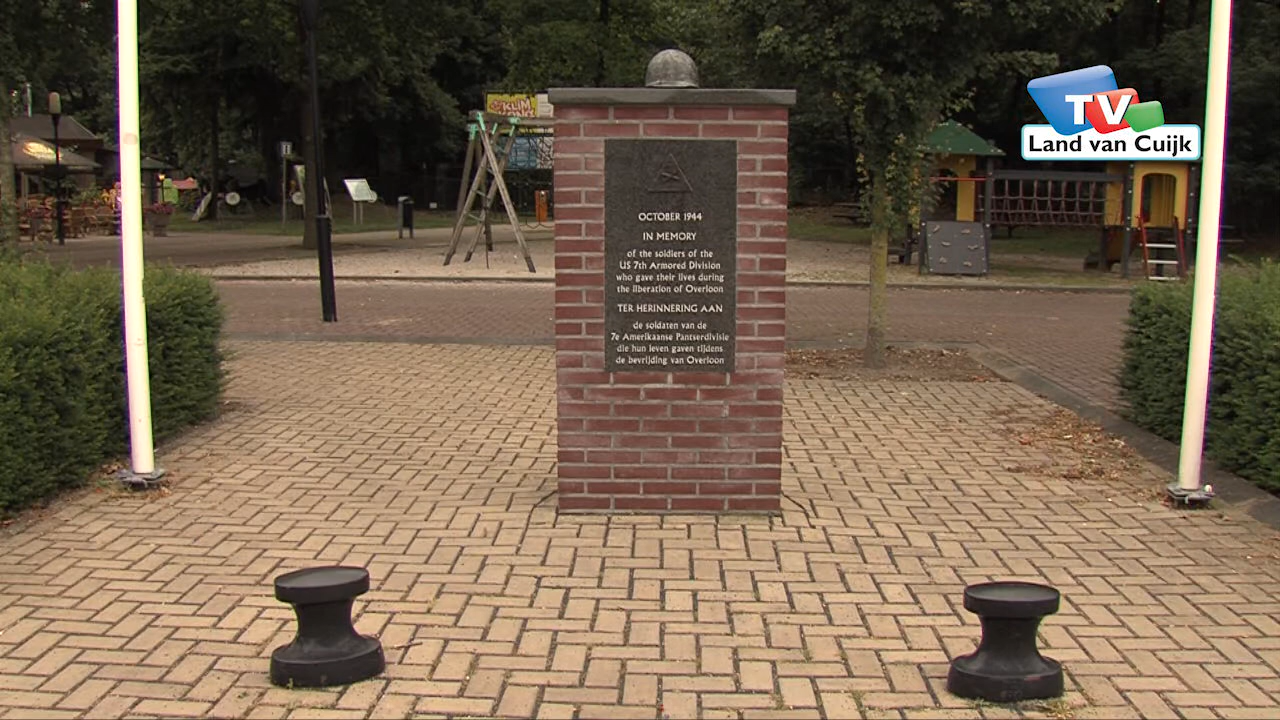 KLIM
TV
Land van Cuijk
OCTOBER 1944
IN MEMORY
of the soldiers of the
US 7th Armored Division
who gave their lives during
the liberation of Overloon
TER HERINNERING AAN
de soldaten van de
7e Amerikaanse Pantserdivisie
die hun leven gaven tijdens
de bevrijding van Overloon